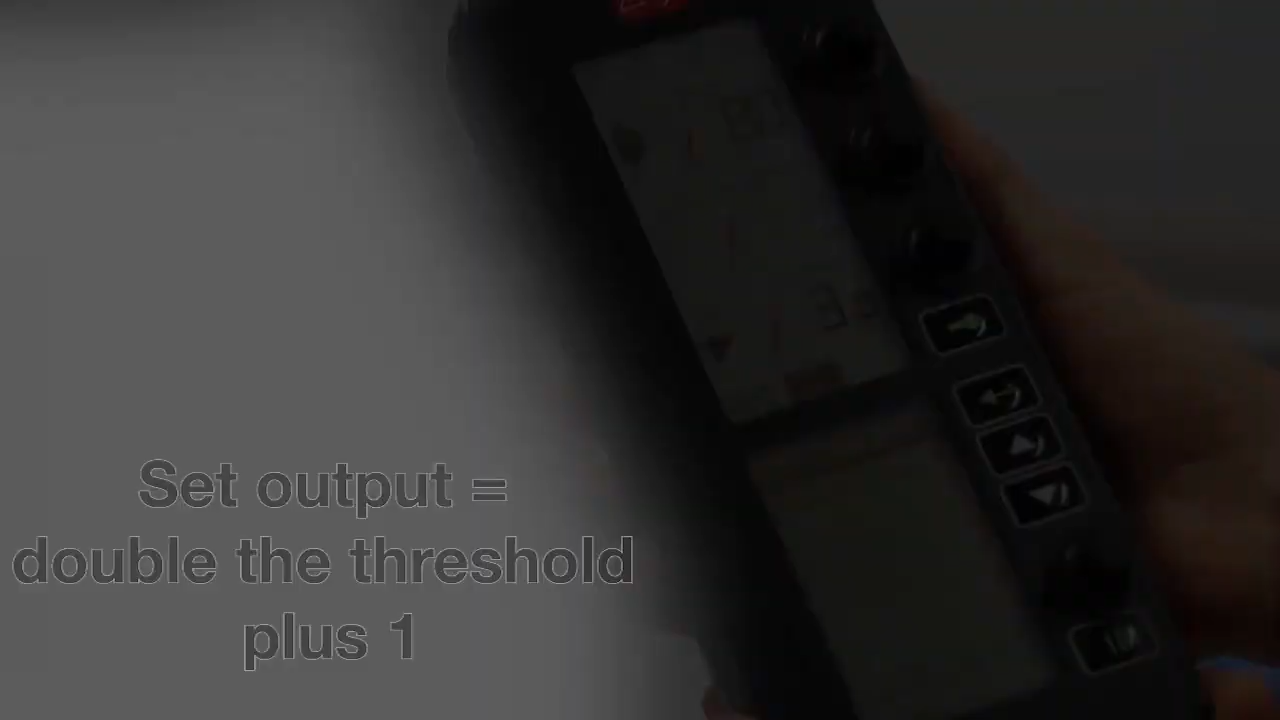 Set output =
double the threshold
plus 1